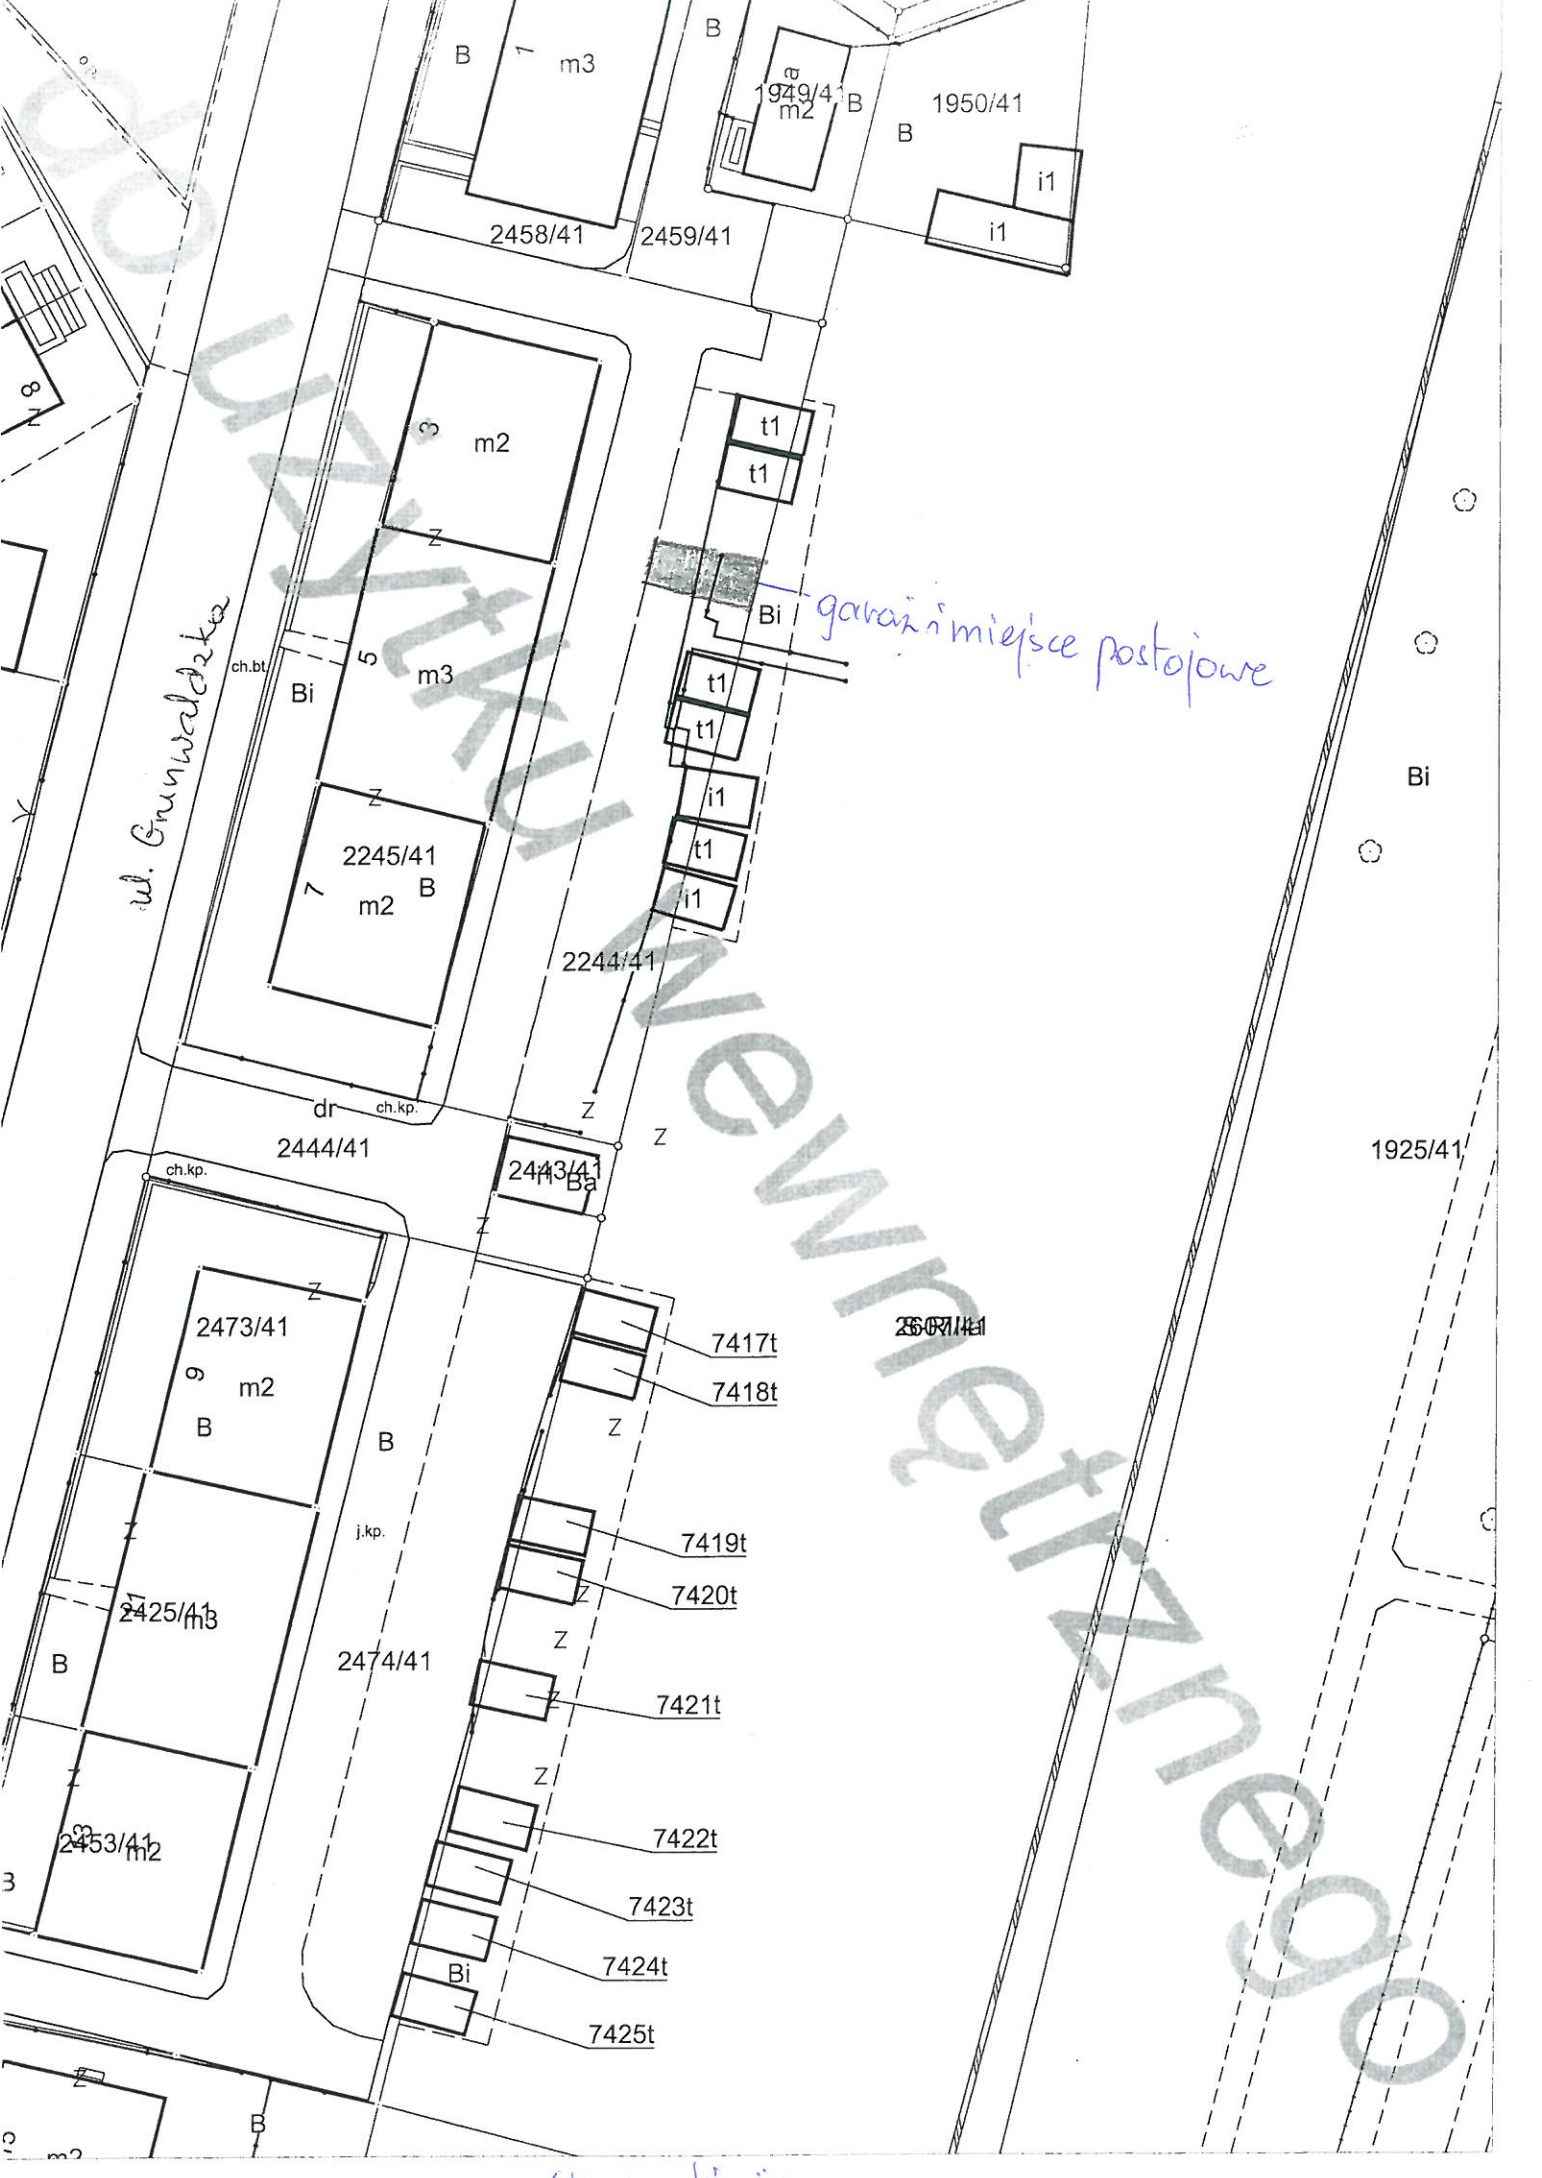 B
1
m3
B
a
1949/41
m2
B
1950/41
B
i1
i1
2458/41
2459/41
8
Z
3
m2
t1
t1
Z
garaż i miejsce postojowe
Bi
ul. Grunwaldzka
ch.bt.
Bi
5
m3
t1
t1
Bi
Z
i1
2245/41
t1
7
m2
B
i1
2244/41
Z
Z
dr
ch.kp.
2444/41
1925/41
ch.kp.
2443/41
Ba
Z
Z
2473/41
7417t
9
m2
7418t
B
B
Z
j.kp.
7419t
Z
7420t
Z
2425/41
m3
Z
B
2474/41
Z
7421t
Z
Z
2453/41
m2
7422t
B
7423t
7424t
Bi
7425t
Z
B
m2
do użytku wewnętrznego